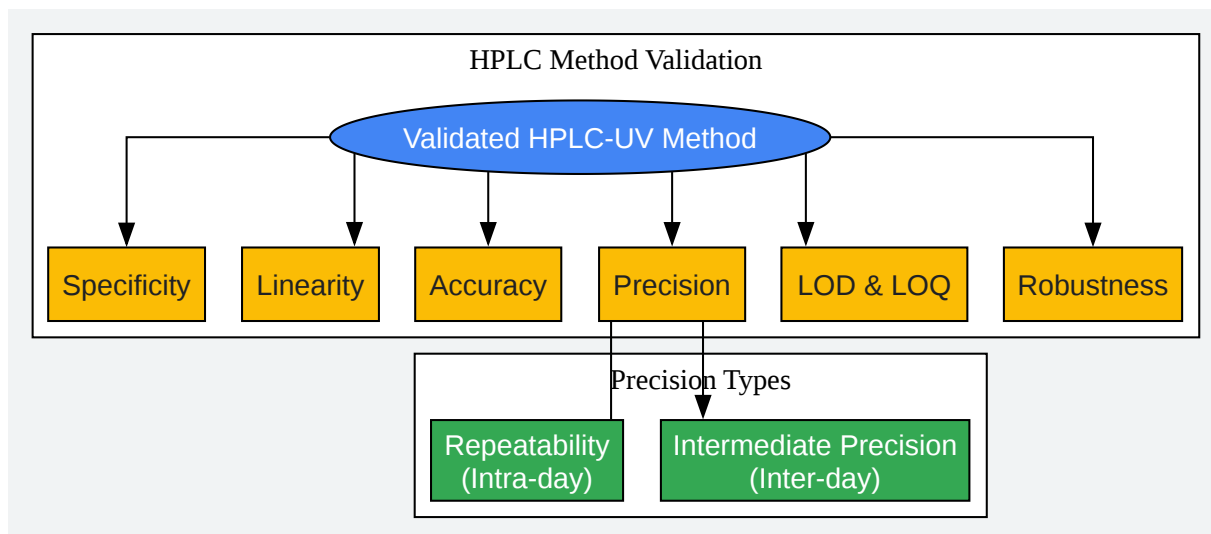 HPLC Method Validation
Validated HPLC-UV Method
Specificity
Linearity
Accuracy
Precision
LOD & LOQ
Robustness
Precision Types
Repeatability
(Intra-day)
Intermediate Precision
(Inter-day)